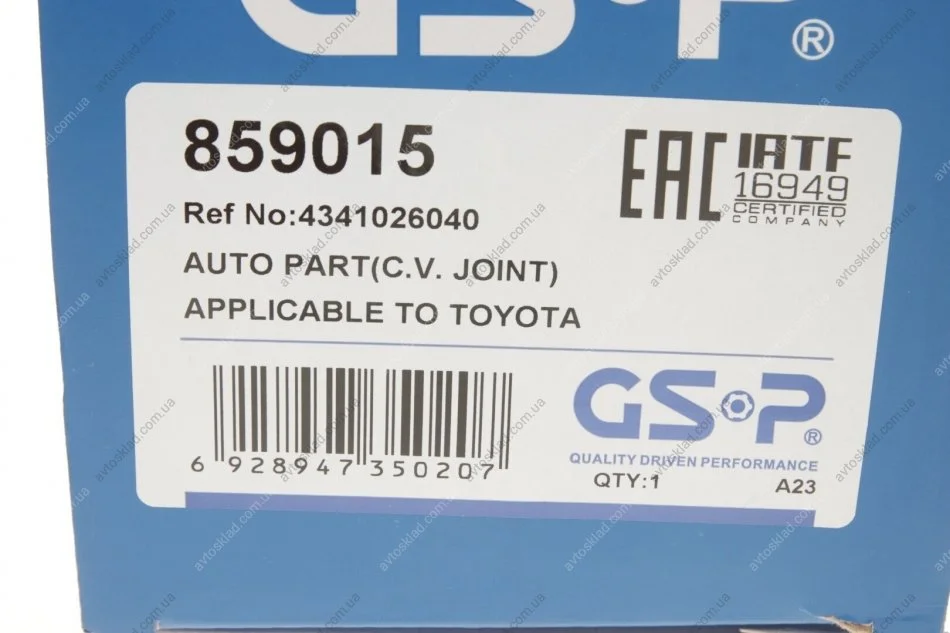 GSP®
859015
Ref No:4341026040
AUTO PART(C.V. JOINT)
APPLICABLE TO TOYOTA
EAC
IATF
16949
CERTIFIED
COMPANY
6 928947 350207
GSP®
QUALITY DRIVEN PERFORMANCE
QTY:1 A23
avtosklad.com.ua